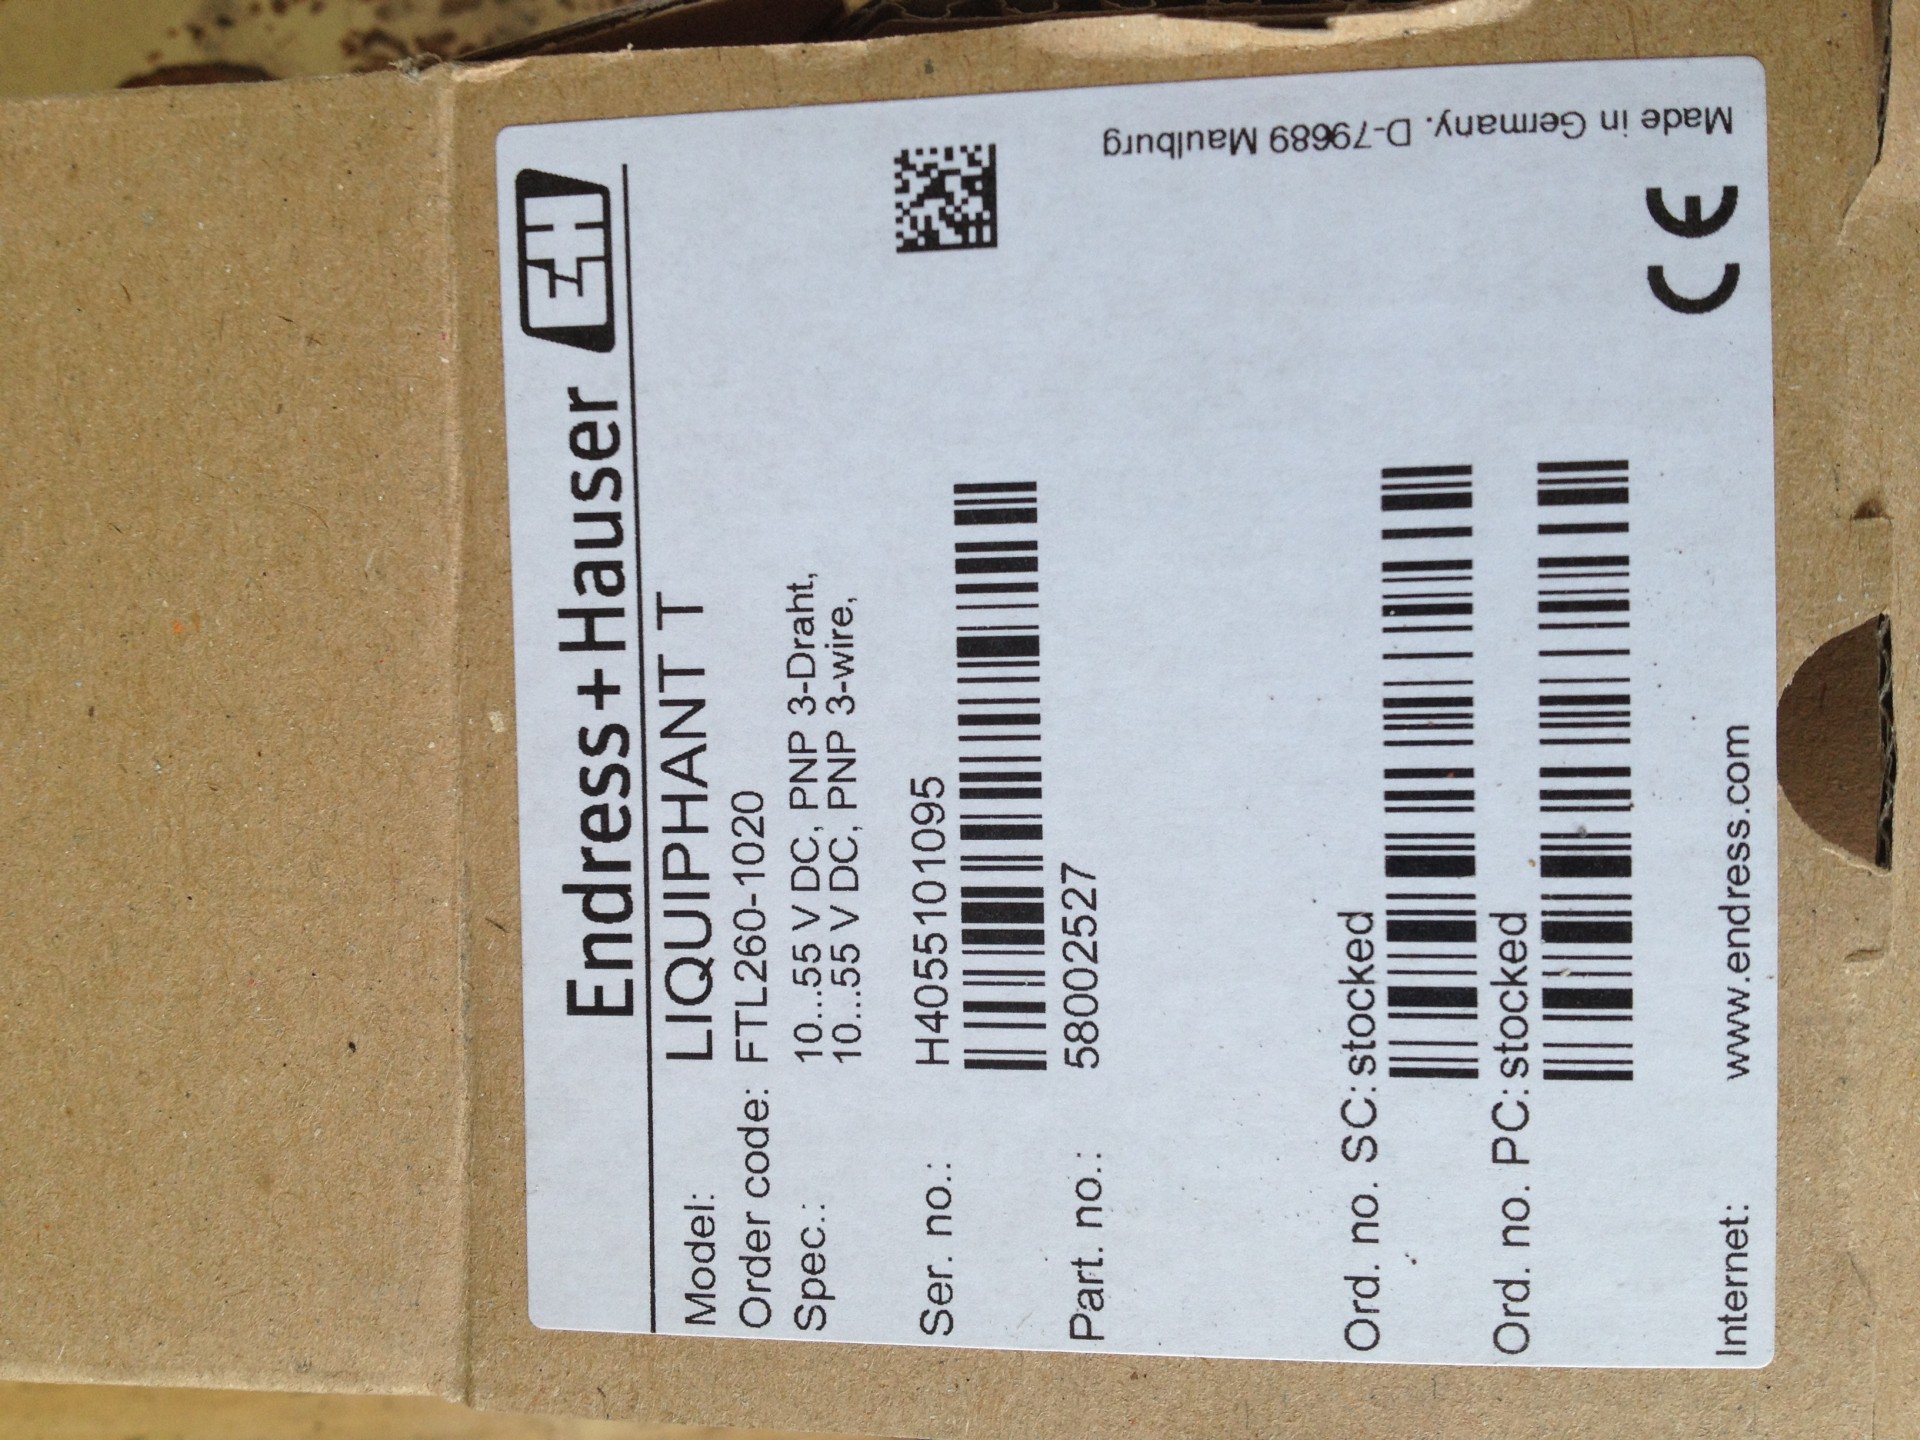 Endress+Hauser EH
Model: LIQUIPHANT T
Order code: FTL260-1020
Spec.: 10...55 V DC, PNP 3-Draht,
10...55 V DC, PNP 3-wire,
Ser. no.: H4055101095
Part. no.: 58002527
Ord. no. SC: stocked
Ord. no. PC: stocked
Internet: www.endress.com
CE
Made in Germany. D-79689 Maulburg